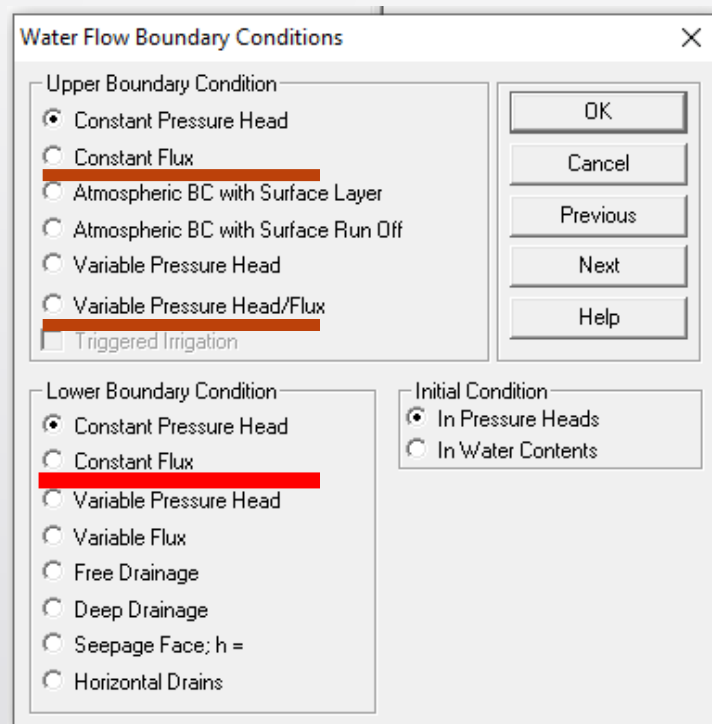 Water Flow Boundary Conditions
Upper Boundary Condition
Constant Pressure Head
Constant Flux
Atmospheric BC with Surface Layer
Atmospheric BC with Surface Run Off
Variable Pressure Head
Variable Pressure Head/Flux
Triggered Irrigation
OK
Cancel
Previous
Next
Help
Lower Boundary Condition
Constant Pressure Head
Constant Flux
Variable Pressure Head
Variable Flux
Free Drainage
Deep Drainage
Seepage Face; h =
Horizontal Drains
Initial Condition
In Pressure Heads
In Water Contents